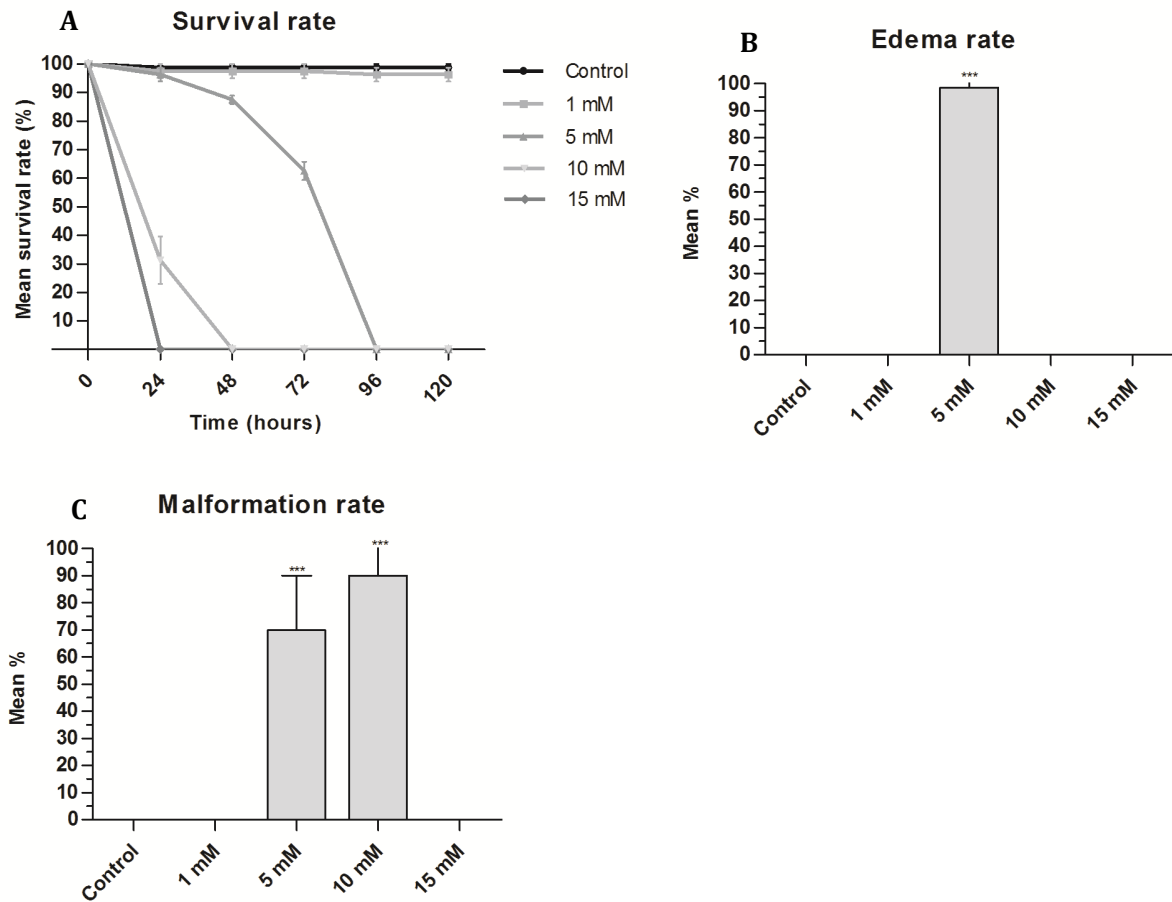 A
Survival rate
Mean survival rate (%)
100
90
80
70
60
50
40
30
20
10
0
24
48
72
96
120
Time (hours)
Control
1 mM
5 mM
10 mM
15 mM
B
Edema rate
Mean %
100
90
80
70
60
50
40
30
20
10
0
***
Control
1 mM
5 mM
10 mM
15 mM
C
Malformation rate
Mean %
100
90
80
70
60
50
40
30
20
10
0
***
***
Control
1 mM
5 mM
10 mM
15 mM